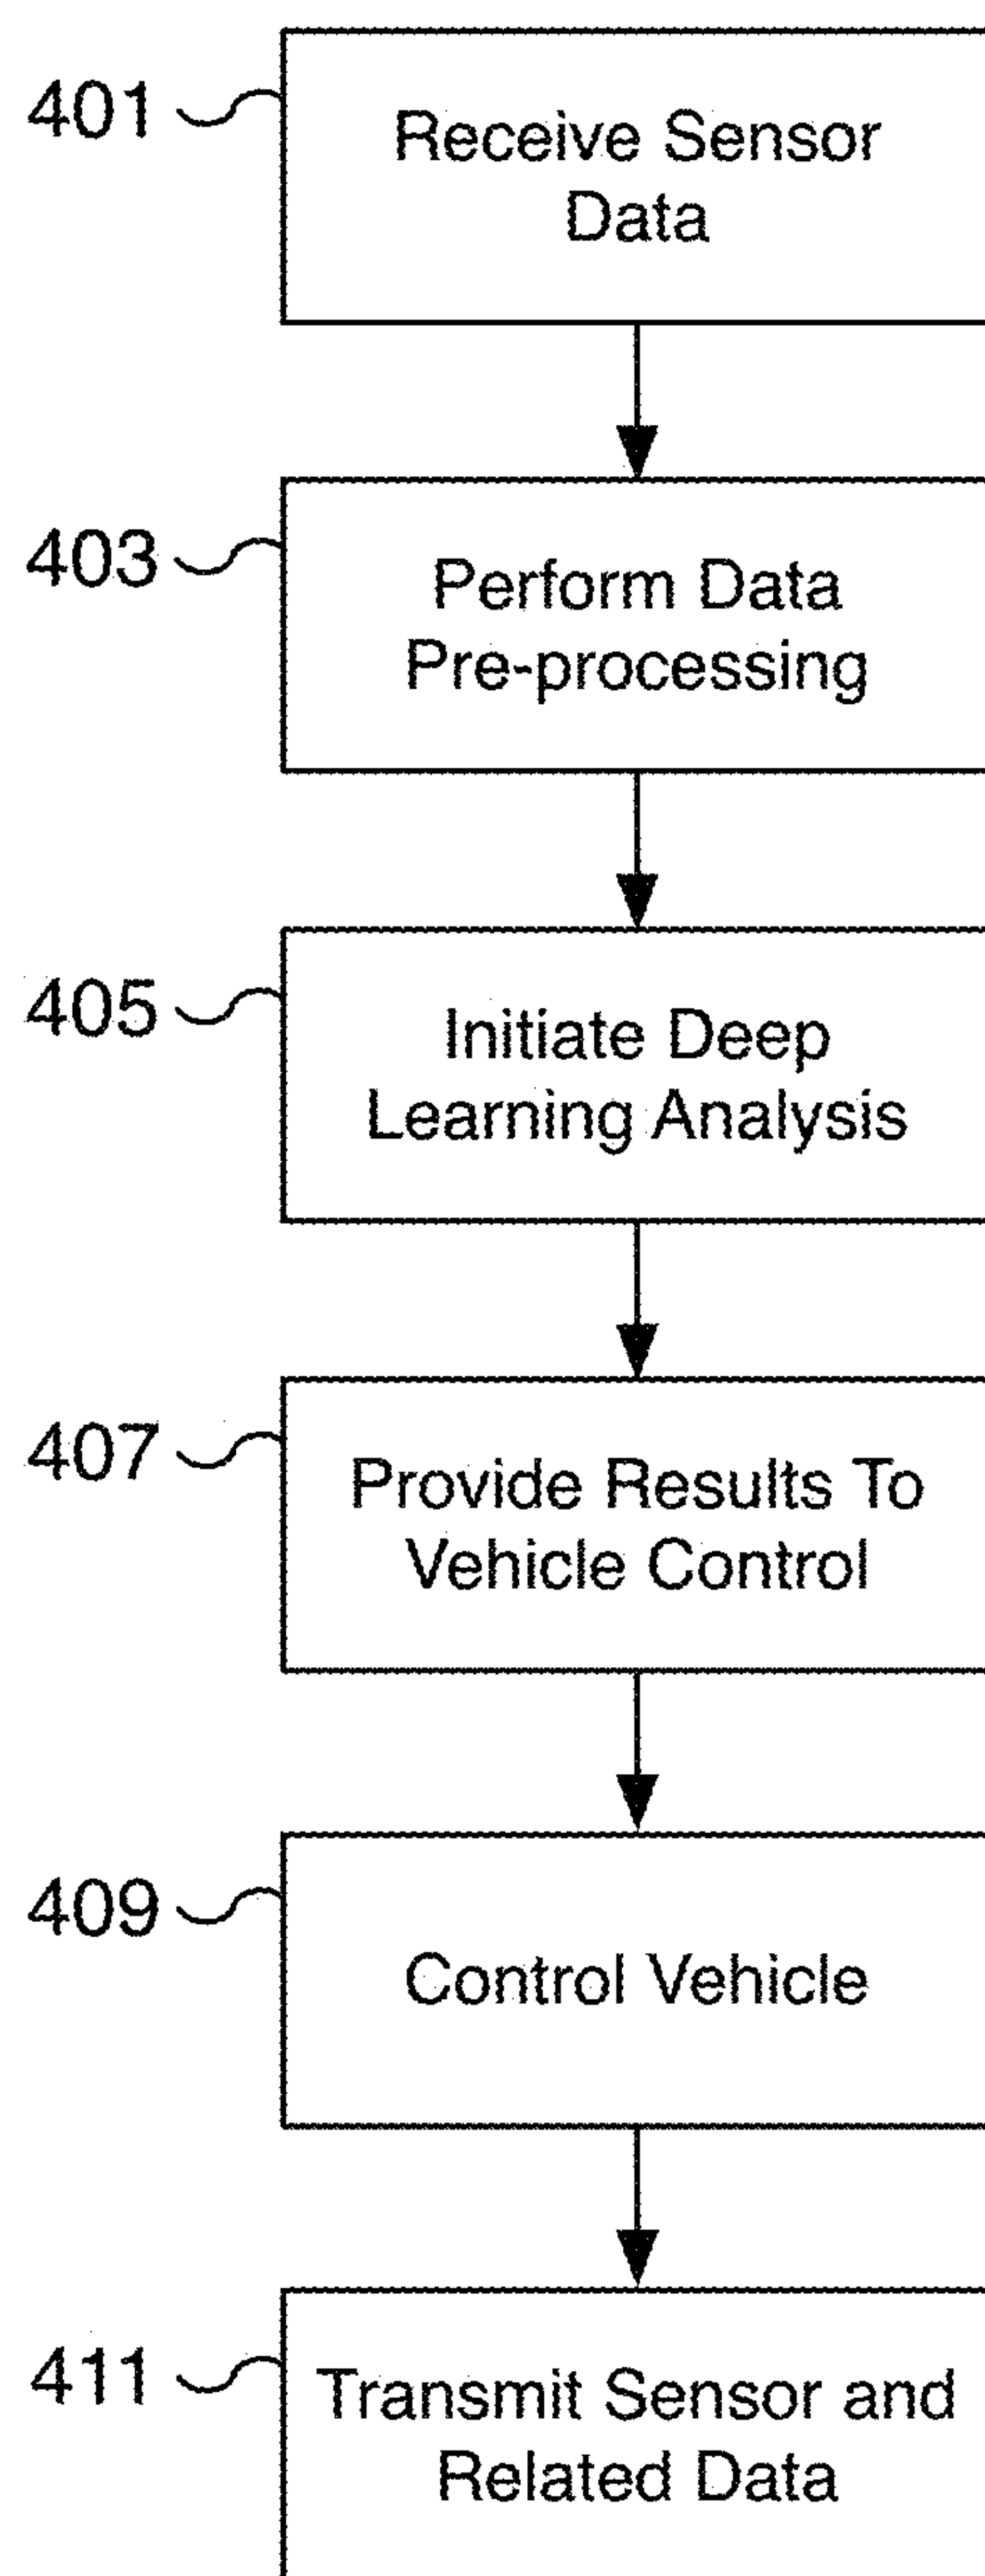 401
Receive Sensor
Data
403
Perform Data
Pre-processing
405
Initiate Deep
Learning Analysis
407
Provide Results To
Vehicle Control
409
Control Vehicle
411
Transmit Sensor and
Related Data